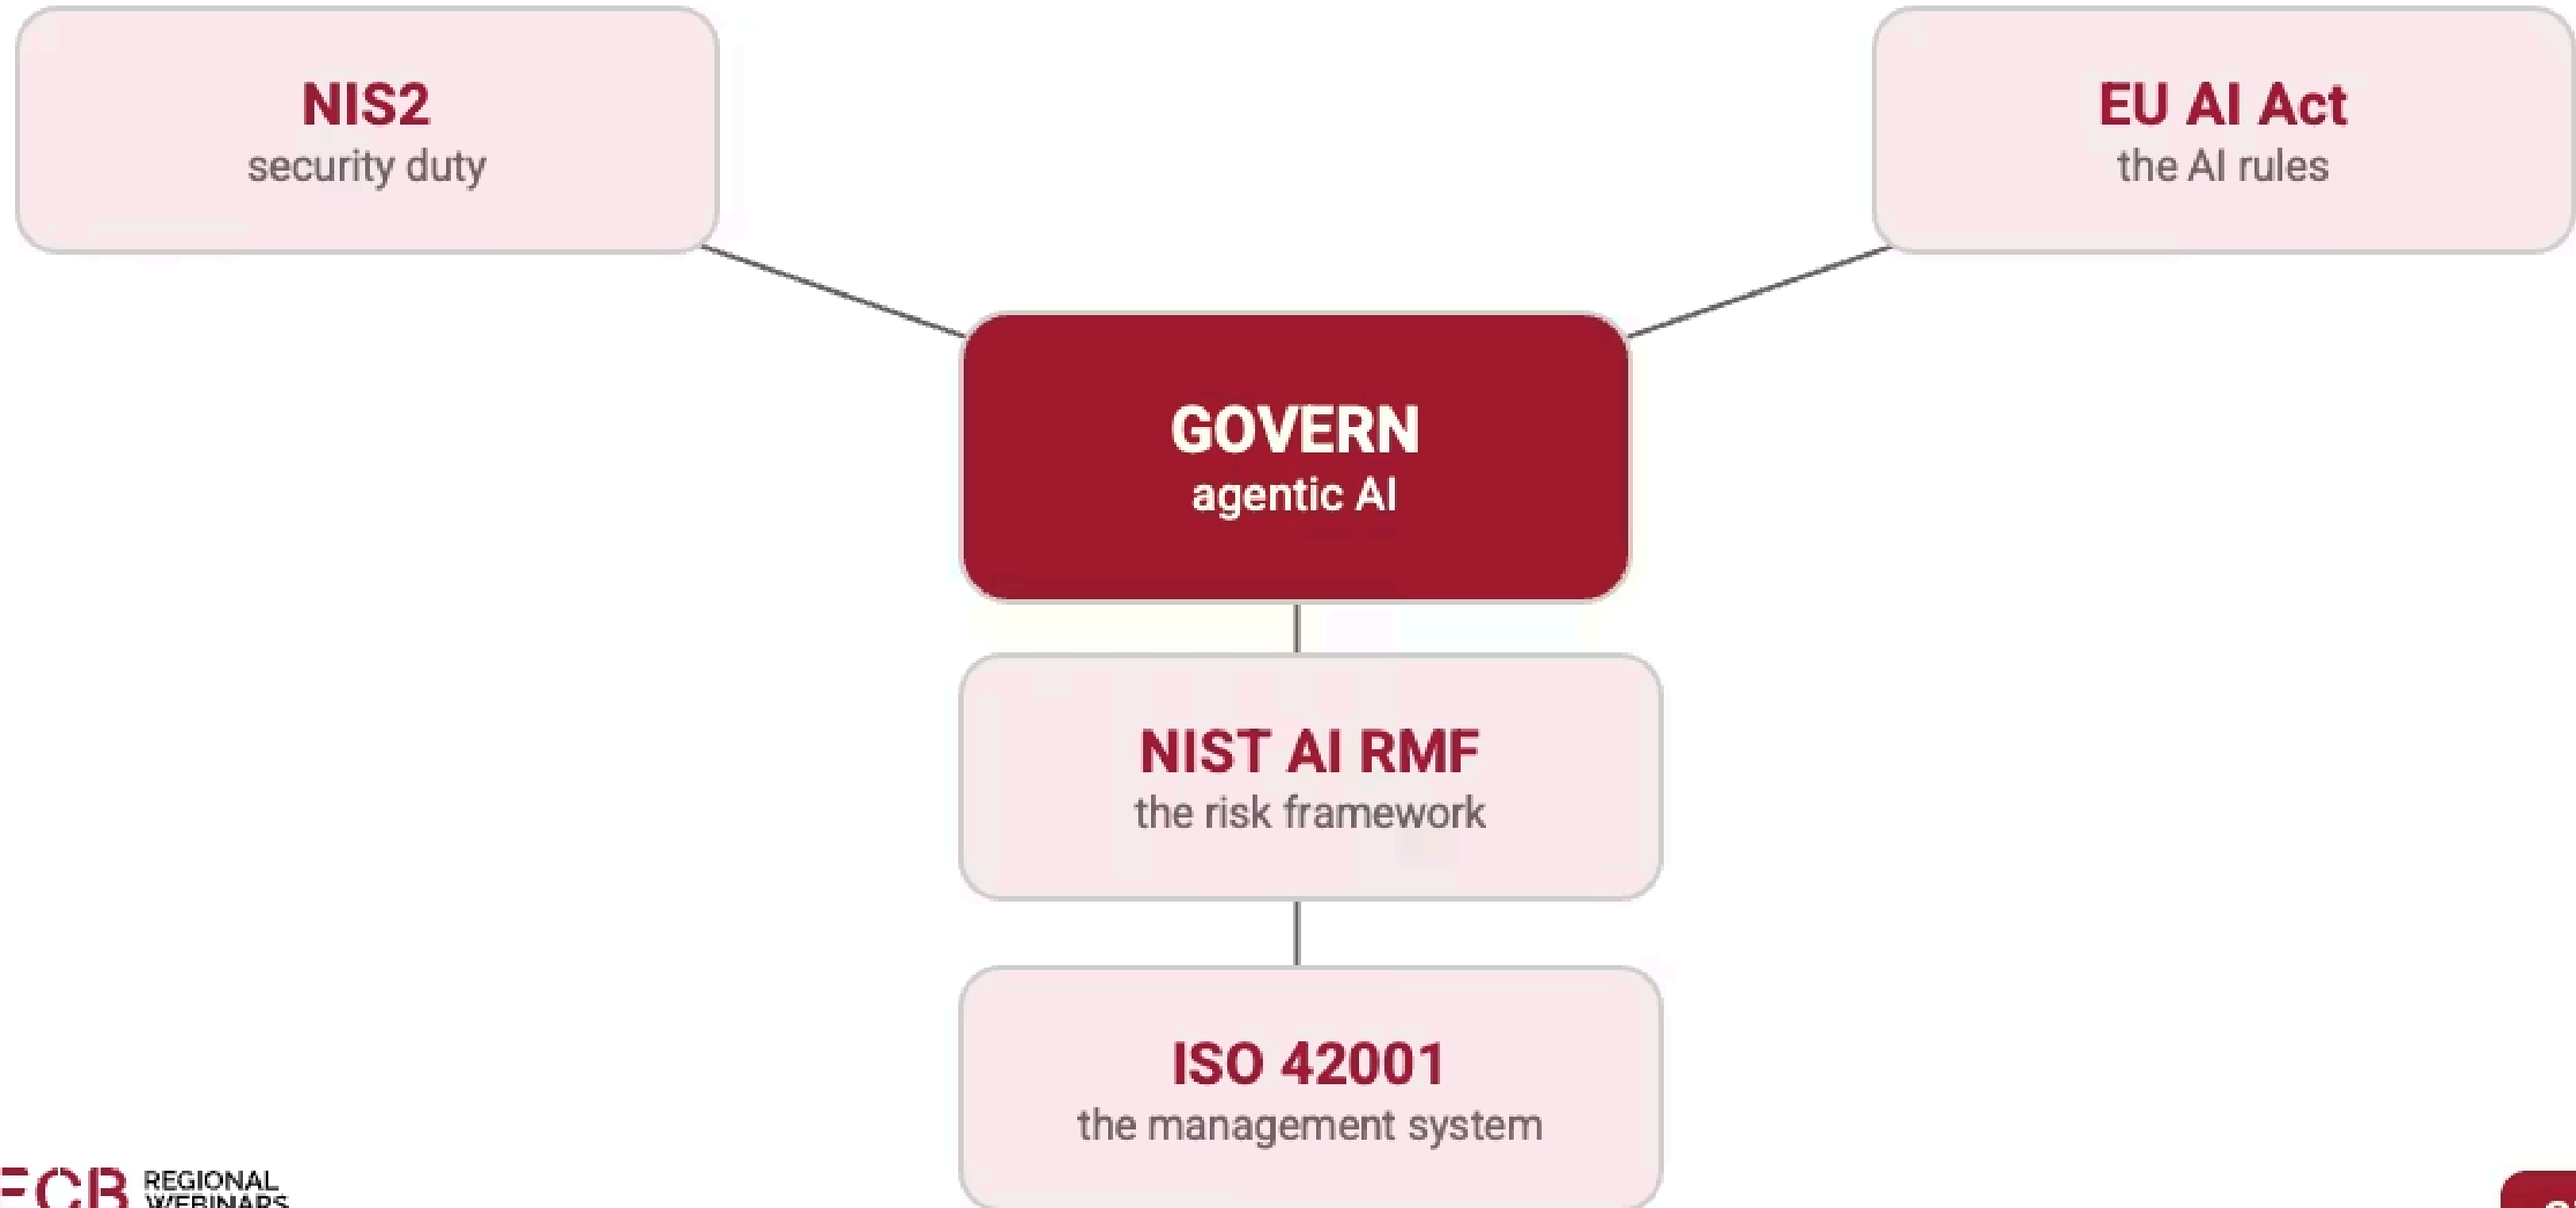 NIS2
security duty
EU AI Act
the AI rules
GOVERN
agentic AI
NIST AI RMF
the risk framework
ISO 42001
the management system
REGIONAL
WEBINARS